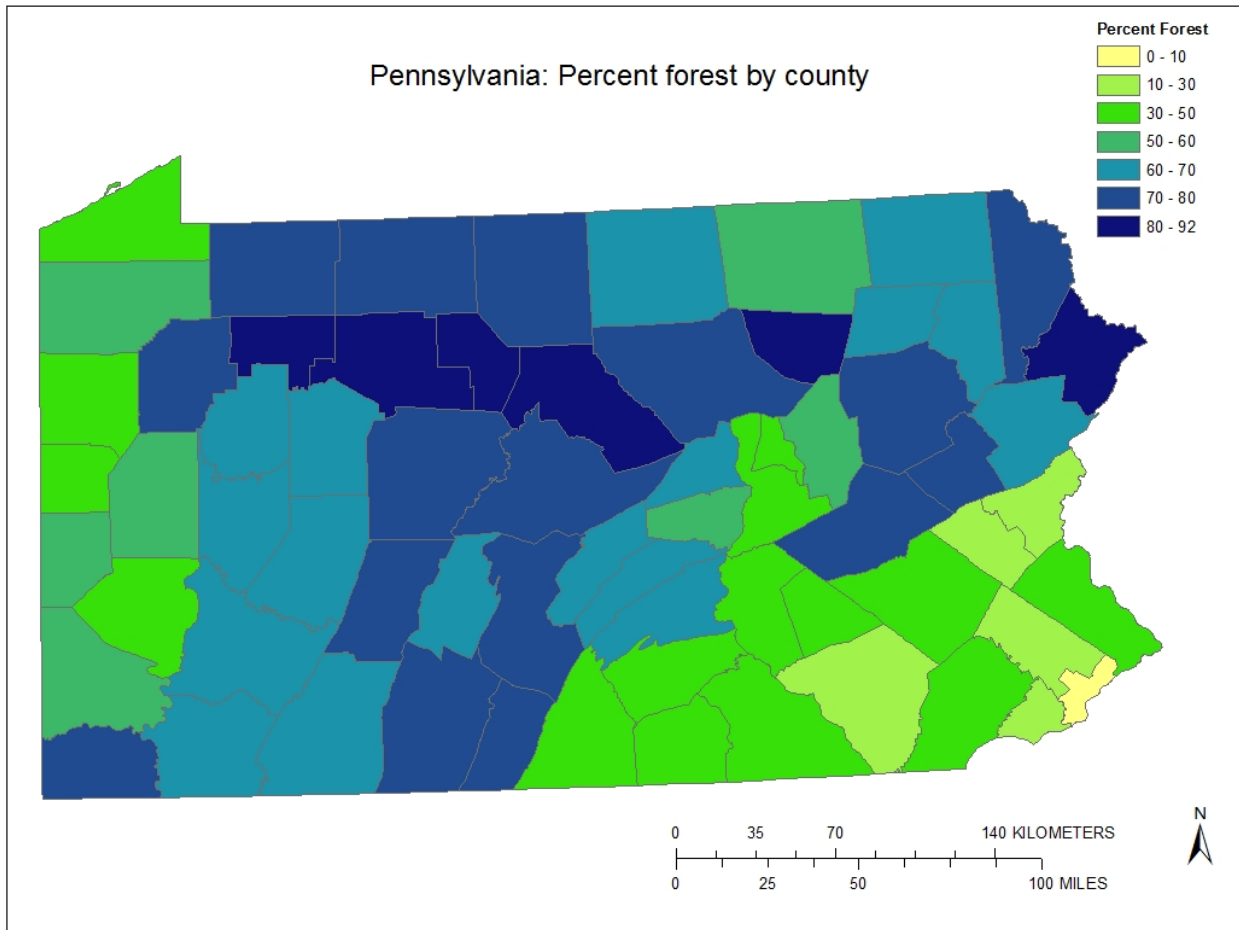 Pennsylvania: Percent forest by county
Percent Forest
0 - 10
10 - 30
30 - 50
50 - 60
60 - 70
70 - 80
80 - 92
N
0 35 70 140 KILOMETERS
0 25 50 100 MILES